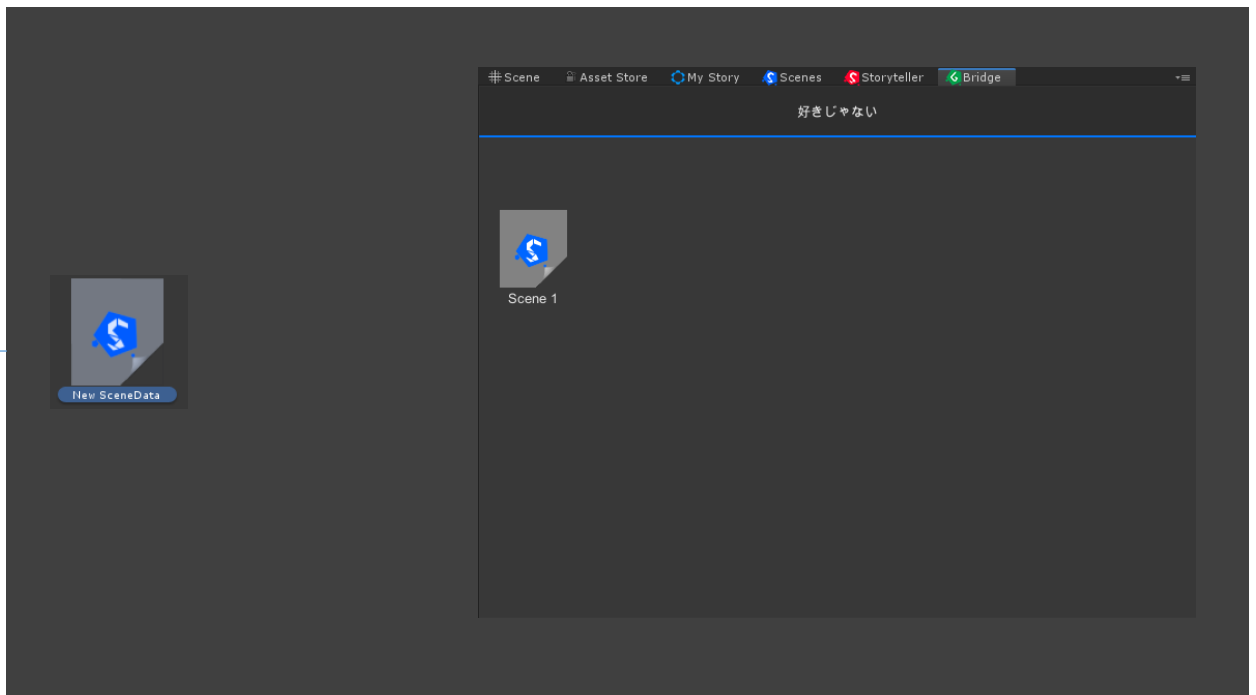 Scene Asset Store My Story Scenes Storyteller Bridge
好きじゃない
Scene 1
New SceneData